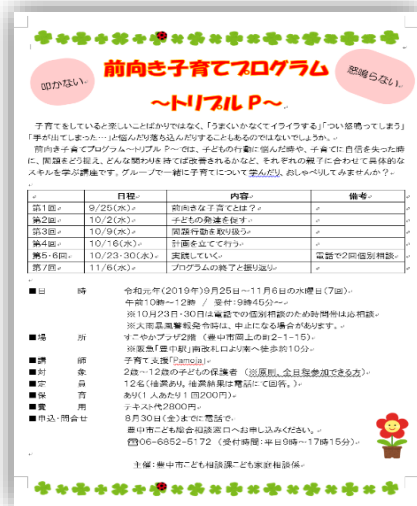 叩かない
前向き子育てプログラム
怒鳴らない
～トリプルP～
子育てをしていると楽しいことばかりではなく、「うまくいかなくてイライラする」「つい怒鳴ってしまう」
「手が出てしまった…」と悩んだり落ち込んだりすることもあるのではないでしょうか。
前向き子育てプログラム～トリプルP～では、子どもの行動に悩んだ時や、子育てに自信を失った時
に、問題をどう捉え、どんな関わりを持てば改善されるかなど、それぞれの親子に合わせて具体的な
スキルを学ぶ講座です。グループで一緒に子育てについて学んだり、おしゃべりしてみませんか？
日程 内容 備考
第1回 9/25(水) 前向きな子育てとは？
第2回 10/2(水) 子どもの発達を促す
第3回 10/9(水) 問題行動を取り扱う
第4回 10/16(水) 計画を立てて行う
第5・6回 10/23・30(水) 実践していく 電話で2回個別相談
第7回 11/6(水) プログラムの終了と振り返り
■日 時 令和元年(2019年)9月25日～11月6日の水曜日(7回)
午前10時～12時 / 受付：9時45分～
※10月23日・30日は電話での個別相談のため時間帯は応相談
※大雨暴風警報発令時は、中止になる場合があります。
■場 所 すこやかプラザ2階 (豊中市岡上の町2-1-15)
※阪急「豊中駅」南改札口より南へ徒歩約10分
■講 師 子育て支援「Pamoja」
■対 象 2歳～12歳の子どもの保護者 (※原則、全日程参加できる方)
■定 員 12名(抽選あり。抽選結果は電話にて回答。)
■保 育 あり(1人あたり1回200円)
■費 用 テキスト代2800円
■申込・問合せ 8月30日(金)までに電話で、
豊中市こども総合相談窓口へお申し込みください。
☎06-6852-5172 (受付時間：平日9時～17時15分)
主催：豊中市こども相談課こども家庭相談係